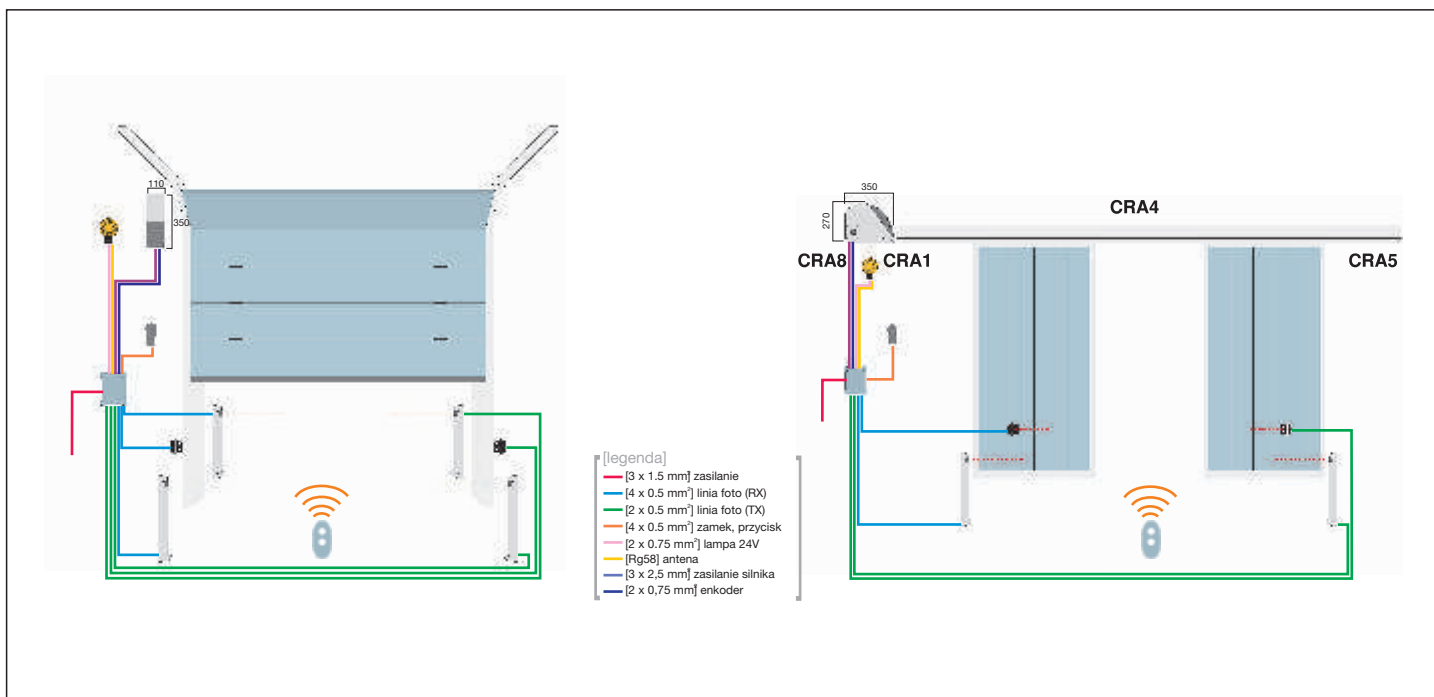 110
350
350
270
CRA4
CRA8
CRA1
CRA5
[legenda]
[3 x 1.5 mm²] zasilanie
[4 x 0.5 mm²] linia foto (RX)
[2 x 0.5 mm²] linia foto (TX)
[4 x 0.5 mm²] zamek, przycisk
[2 x 0.75 mm²] lampa 24V
[Rg58] antena
[3 x 2,5 mm²] zasilanie silnika
[2 x 0,75 mm²] enkoder